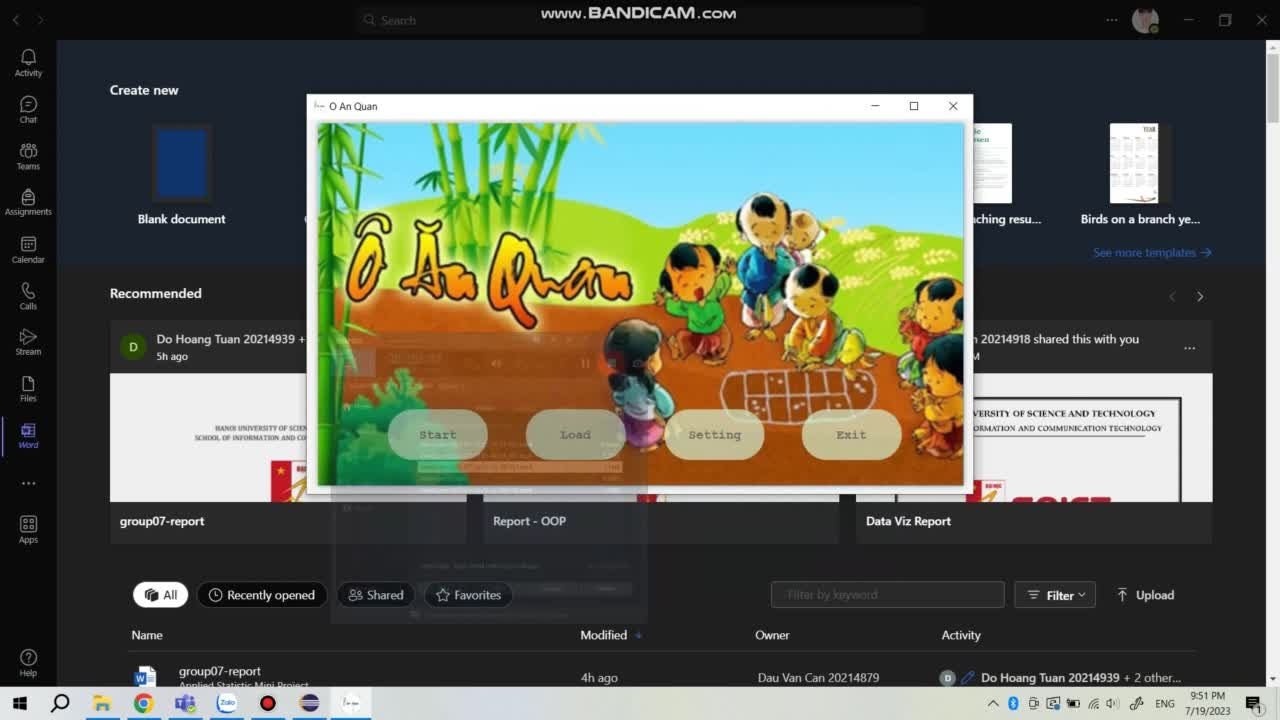 Search
www.BANDICAM.com
Activity
Chat
Teams
Assignments
Calendar
Calls
Stream
Files
Word
Apps
Help
Create new
Blank document
O An Quan
Ô Ăn Quan
Start
Load
Setting
Exit
ching resu...
YEAR
Birds on a branch ye...
See more templates
Recommended
D
Do Hoang Tuan 20214939 +
5h ago
n 20214918 shared this with you
HANOI UNIVERSITY OF SCIEN
SCHOOL OF INFORMATION AND CO
VERSITY OF SCIENCE AND TECHNOLOGY
ORMATION AND COMMUNICATION TECHNOLOGY
group07-report
Report - OOP
Data Viz Report
All
Recently opened
Shared
Favorites
Filter by keyword
Filter
Upload
Name
Modified
Owner
Activity
group07-report
Applied Statistic Mini Project
4h ago
Dau Van Can 20214879
D
Do Hoang Tuan 20214939 + 2 other...
Zalo
ENG
9:51 PM
7/19/2023
1